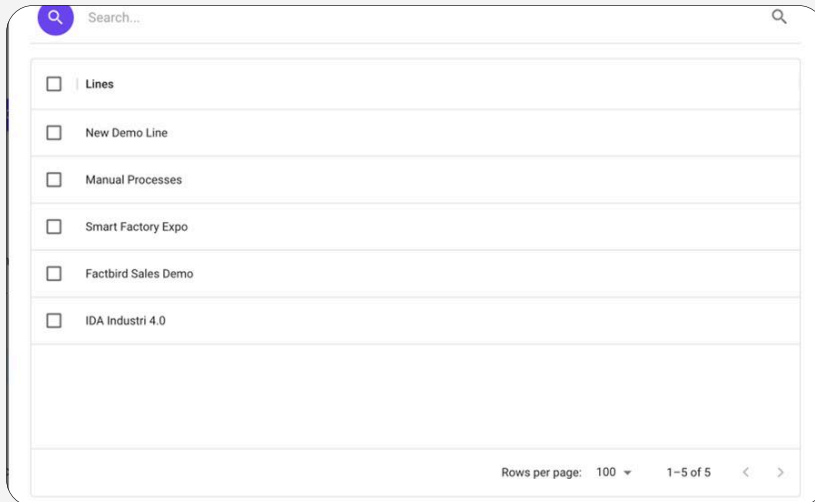 Search...
Lines
New Demo Line
Manual Processes
Smart Factory Expo
Factbird Sales Demo
IDA Industri 4.0
Rows per page: 100 1–5 of 5